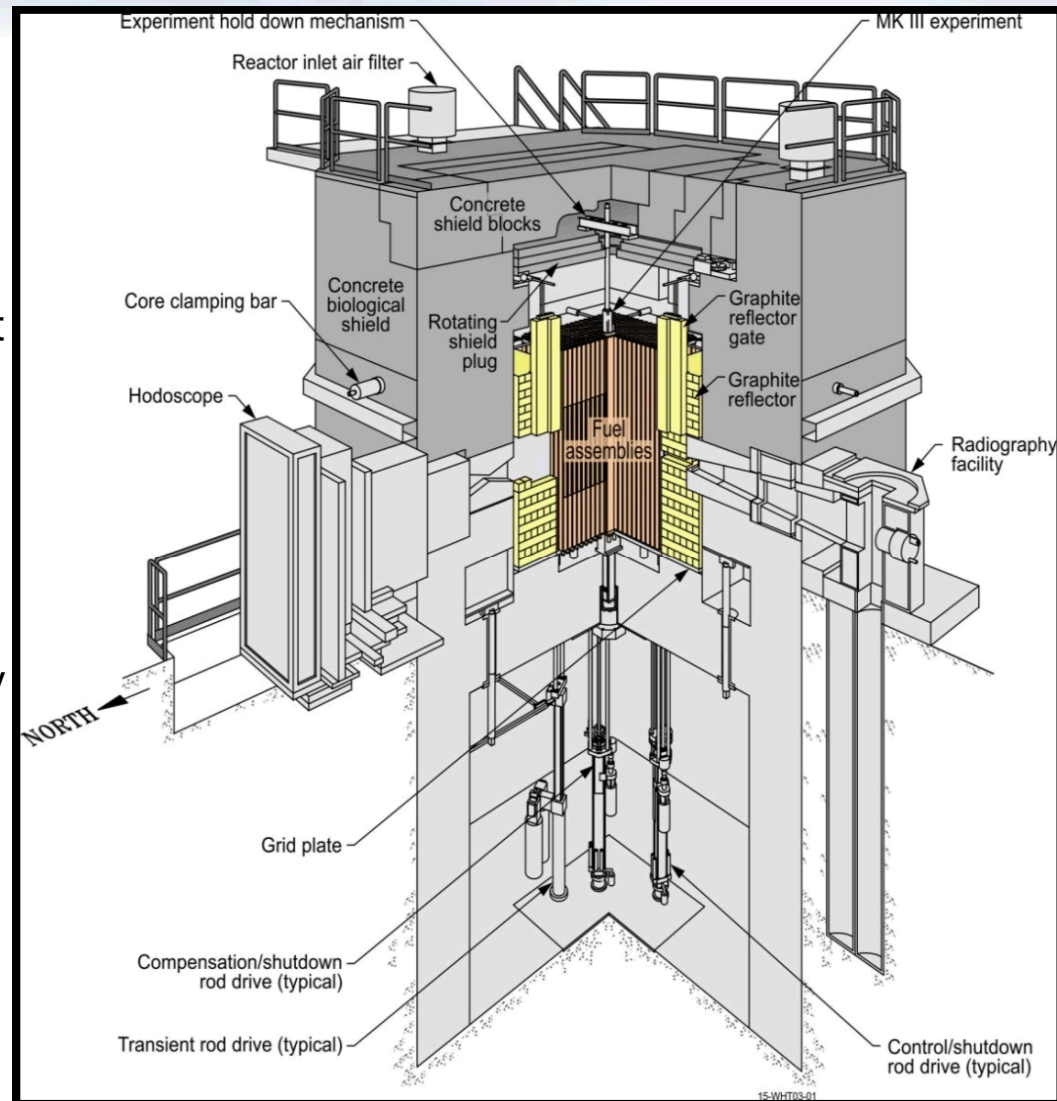 Experiment hold down mechanism
MK III experiment
Reactor inlet air filter
Concrete
shield blocks
Core clamping bar
Concrete
biological
shield
Rotating
shield
plug
Graphite
reflector
gate
Graphite
reflector
Hodoscope
Fuel
assemblies
Radiography
facility
NORTH
Grid plate
Compensation/shutdown
rod drive (typical)
Transient rod drive (typical)
Control/shutdown
rod drive (typical)
15-WHT03-01